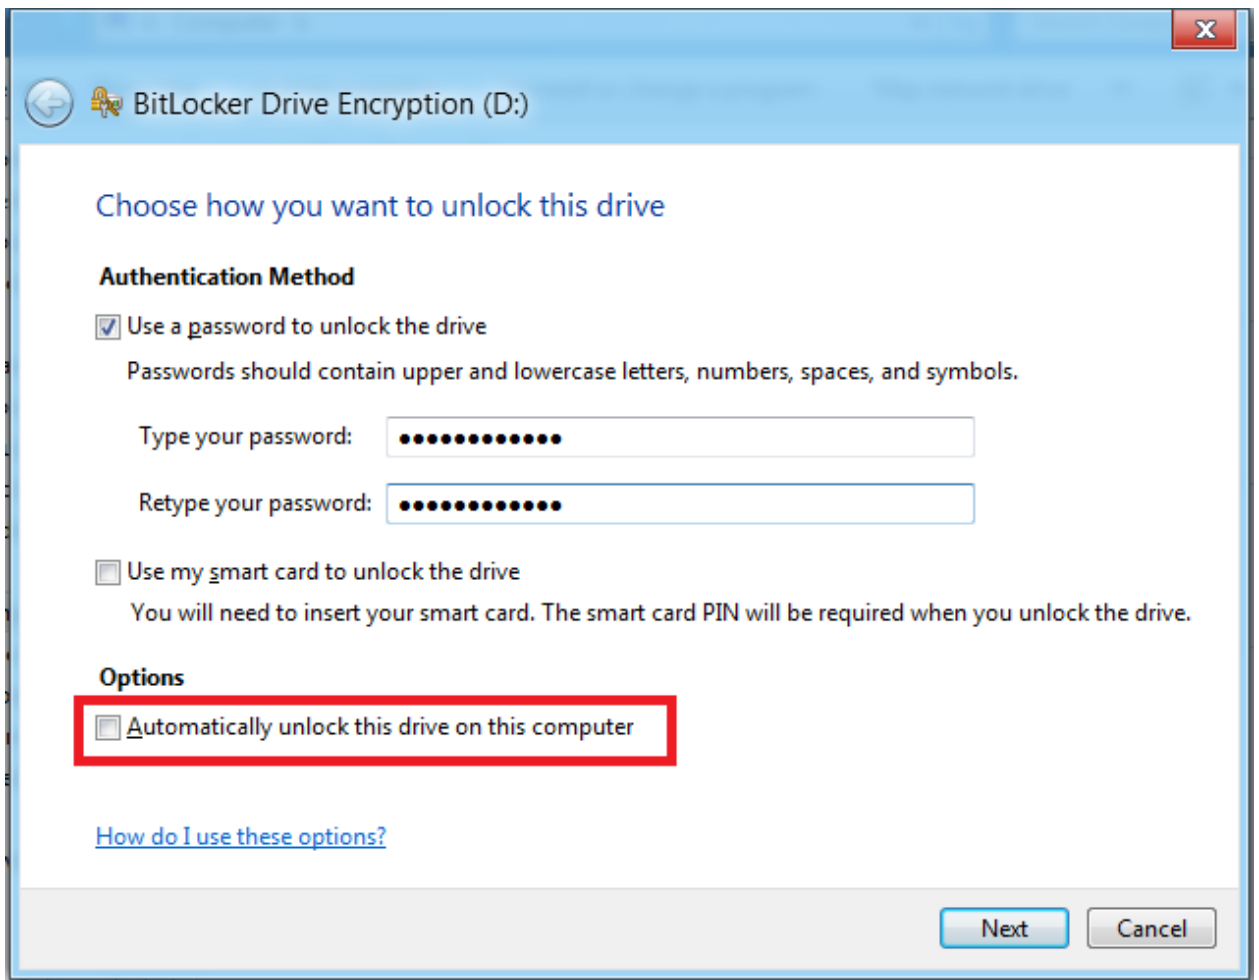 BitLocker Drive Encryption (D:)
Choose how you want to unlock this drive
Authentication Method
Use a password to unlock the drive
Passwords should contain upper and lowercase letters, numbers, spaces, and symbols.
Type your password: ●●●●●●●●●●●●
Retype your password: ●●●●●●●●●●●●
Use my smart card to unlock the drive
You will need to insert your smart card. The smart card PIN will be required when you unlock the drive.
Options
Automatically unlock this drive on this computer
How do I use these options?
Next Cancel